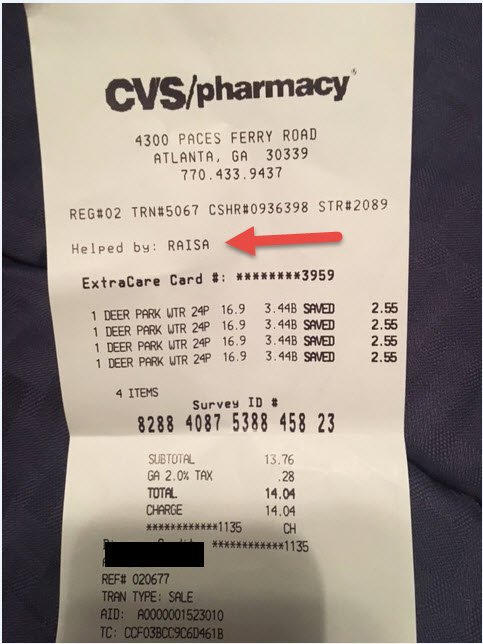 CVS/pharmacy
4300 PACES FERRY ROAD
ATLANTA, GA 30339
770.433.9437
REG#02 TRN#5067 CSHR#0936398 STR#2089
Helped by: RAISA
ExtraCare Card #: ********3959
1 DEER PARK WTR 24P 16.9 3.44B SAVED 2.55
1 DEER PARK WTR 24P 16.9 3.44B SAVED 2.55
1 DEER PARK WTR 24P 16.9 3.44B SAVED 2.55
1 DEER PARK WTR 24P 16.9 3.44B SAVED 2.55
4 ITEMS
Survey ID #
8288 4087 5388 458 23
SUBTOTAL 13.76
GA 2.0% TAX .28
TOTAL 14.04
CHARGE 14.04
************1135 CH
************1135
REF# 020677
TRAN TYPE: SALE
AID: A0000001523010
TC: CCF03BCC9C6D461B